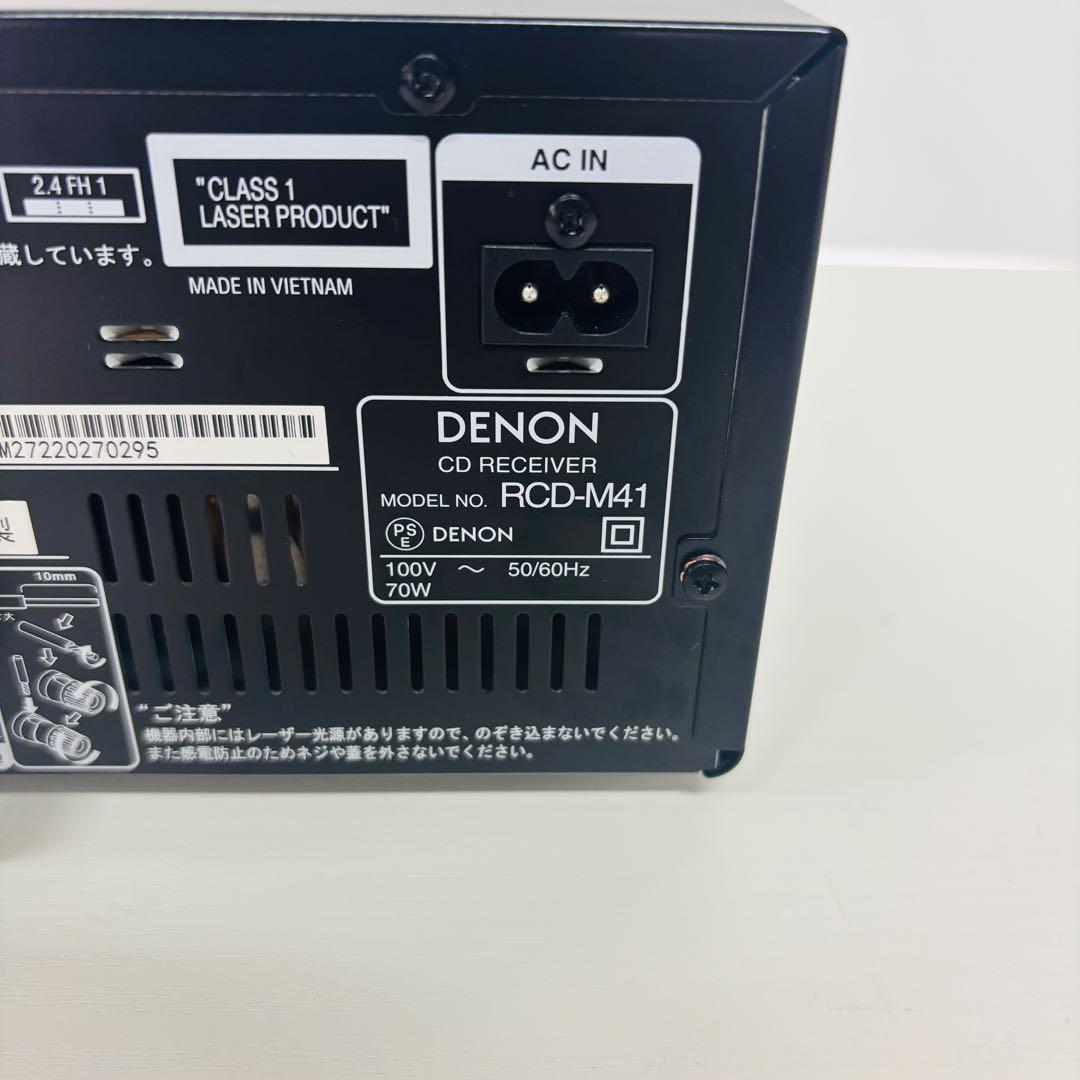 AC IN
2.4 FH 1
"CLASS 1
LASER PRODUCT"
蔵しています。
MADE IN VIETNAM
DENON
CD RECEIVER
MODEL NO. RCD-M41
PS
E
DENON
100V ～ 50/60Hz
70W
M27220270295
10mm
“ご注意”
機器内部にはレーザー光源がありますので、のぞき込まないでください。
また感電防止のためネジや蓋を外さないでください。